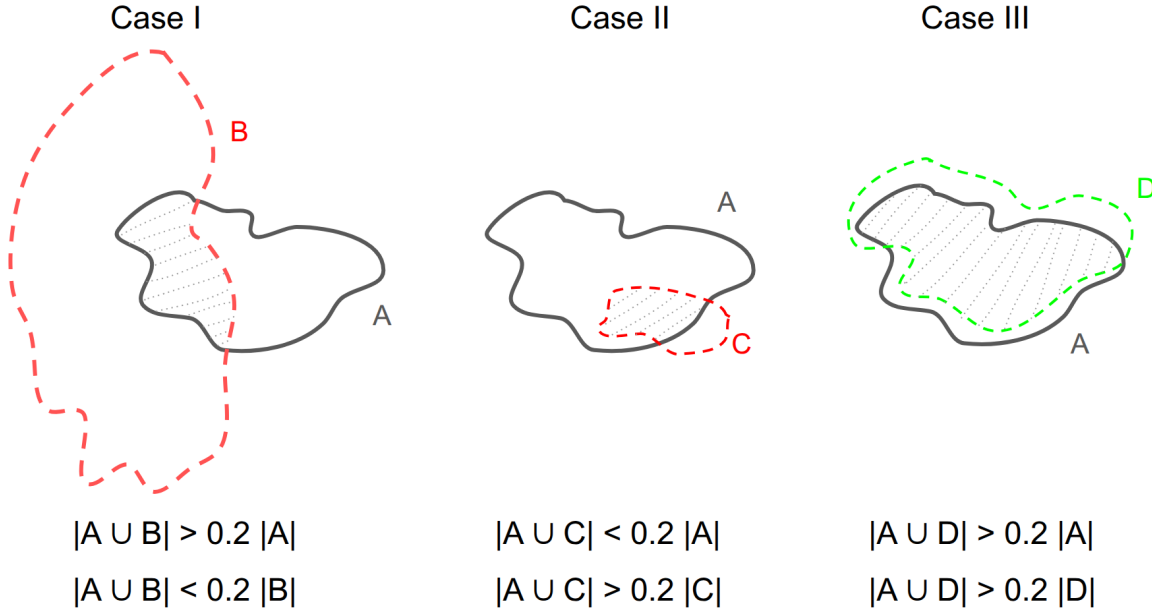 Case I
Case II
Case III
B
A
A
C
D
A
|A ∪ B| > 0.2 |A|
|A ∪ B| < 0.2 |B|
|A ∪ C| < 0.2 |A|
|A ∪ C| > 0.2 |C|
|A ∪ D| > 0.2 |A|
|A ∪ D| > 0.2 |D|